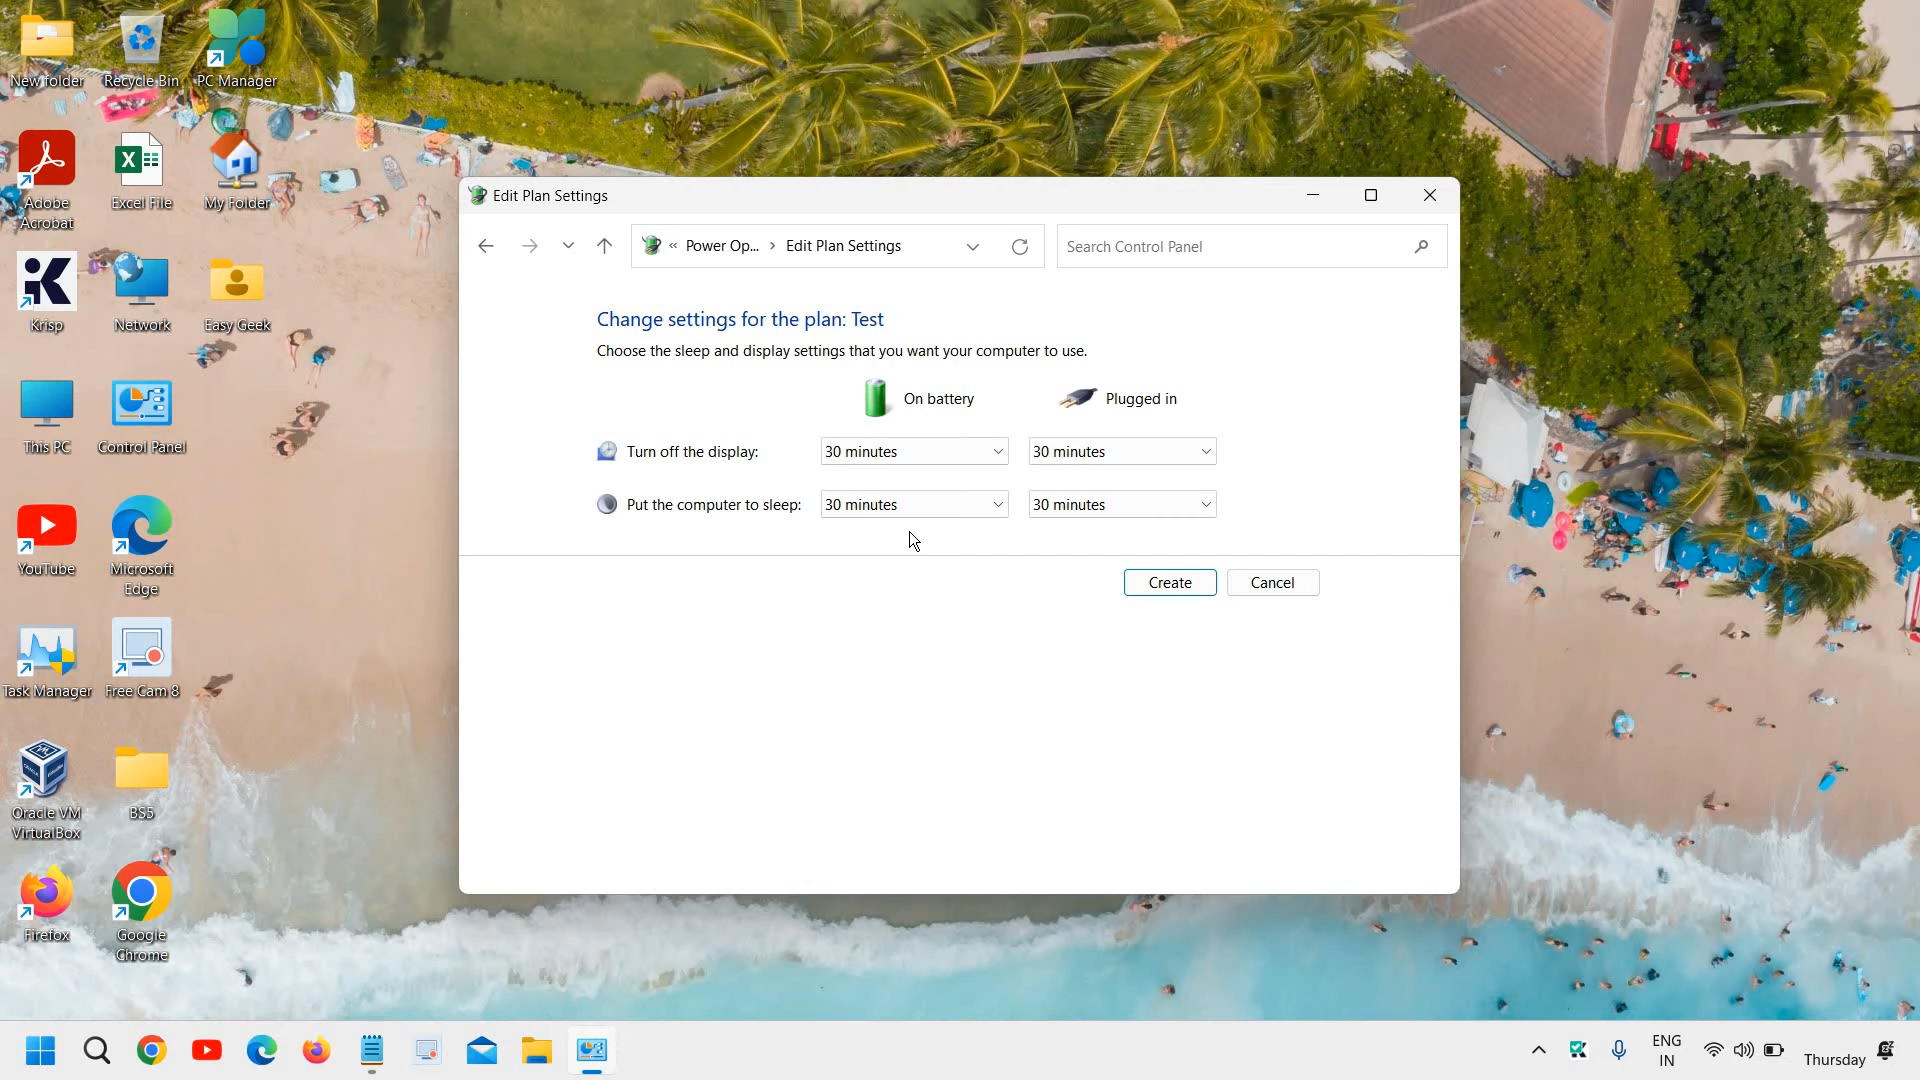 New folder
Recycle Bin
PC Manager
Adobe
Acrobat
Excel File
My Folder
Krisp
Network
Easy Geek
This PC
Control Panel
YouTube
Microsoft
Edge
Task Manager
Free Cam 8
Oracle VM
VirtualBox
BS5
Firefox
Google
Chrome
Edit Plan Settings
« Power Op... › Edit Plan Settings
Search Control Panel
Change settings for the plan: Test
Choose the sleep and display settings that you want your computer to use.
On battery
Plugged in
Turn off the display: 30 minutes 30 minutes
Put the computer to sleep: 30 minutes 30 minutes
Create Cancel
ENG
IN
Thursday